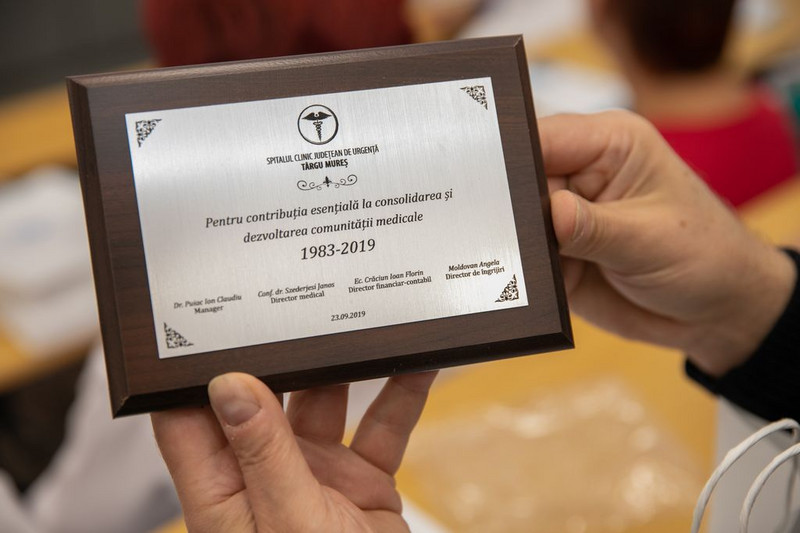 SPITALUL CLINIC JUDEȚEAN DE URGENȚĂ
TÂRGU MUREȘ
Pentru contribuția esențială la consolidarea și
dezvoltarea comunității medicale
1983-2019
Dr. Puiac Ion Claudiu
Manager
Conf. dr. Szederjesi Janos
Director medical
Ec. Crăciun Ioan Florin
Director financiar-contabil
Moldovan Angela
Director de îngrijiri
23.09.2019